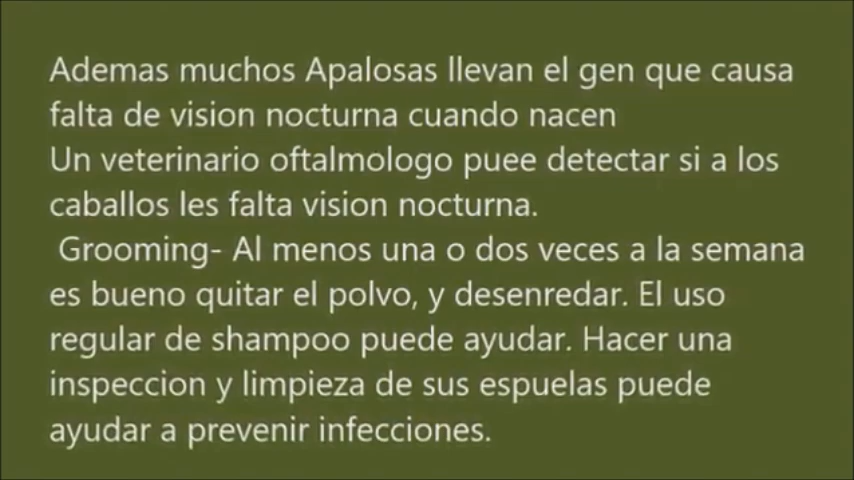 Ademas muchos Apalosas llevan el gen que causa
falta de vision nocturna cuando nacen
Un veterinario oftalmologo puee detectar si a los
caballos les falta vision nocturna.
Grooming- Al menos una o dos veces a la semana
es bueno quitar el polvo, y desenredar. El uso
regular de shampoo puede ayudar. Hacer una
inspeccion y limpieza de sus espuelas puede
ayudar a prevenir infecciones.